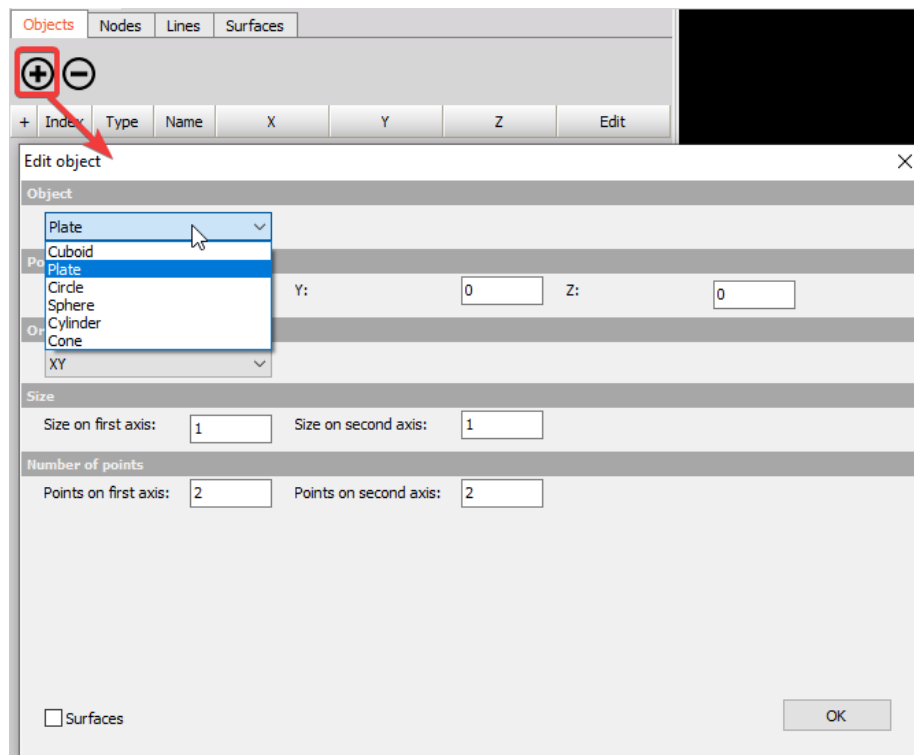 Objects Nodes Lines Surfaces
+ Index Type Name X Y Z Edit
Edit object
Object
Plate
Cuboid
Po
Plate
Circle
Y: 0 Z: 0
Sphere
Cylinder
Or
Cone
XY
Size
Size on first axis: 1 Size on second axis: 1
Number of points
Points on first axis: 2 Points on second axis: 2
Surfaces OK